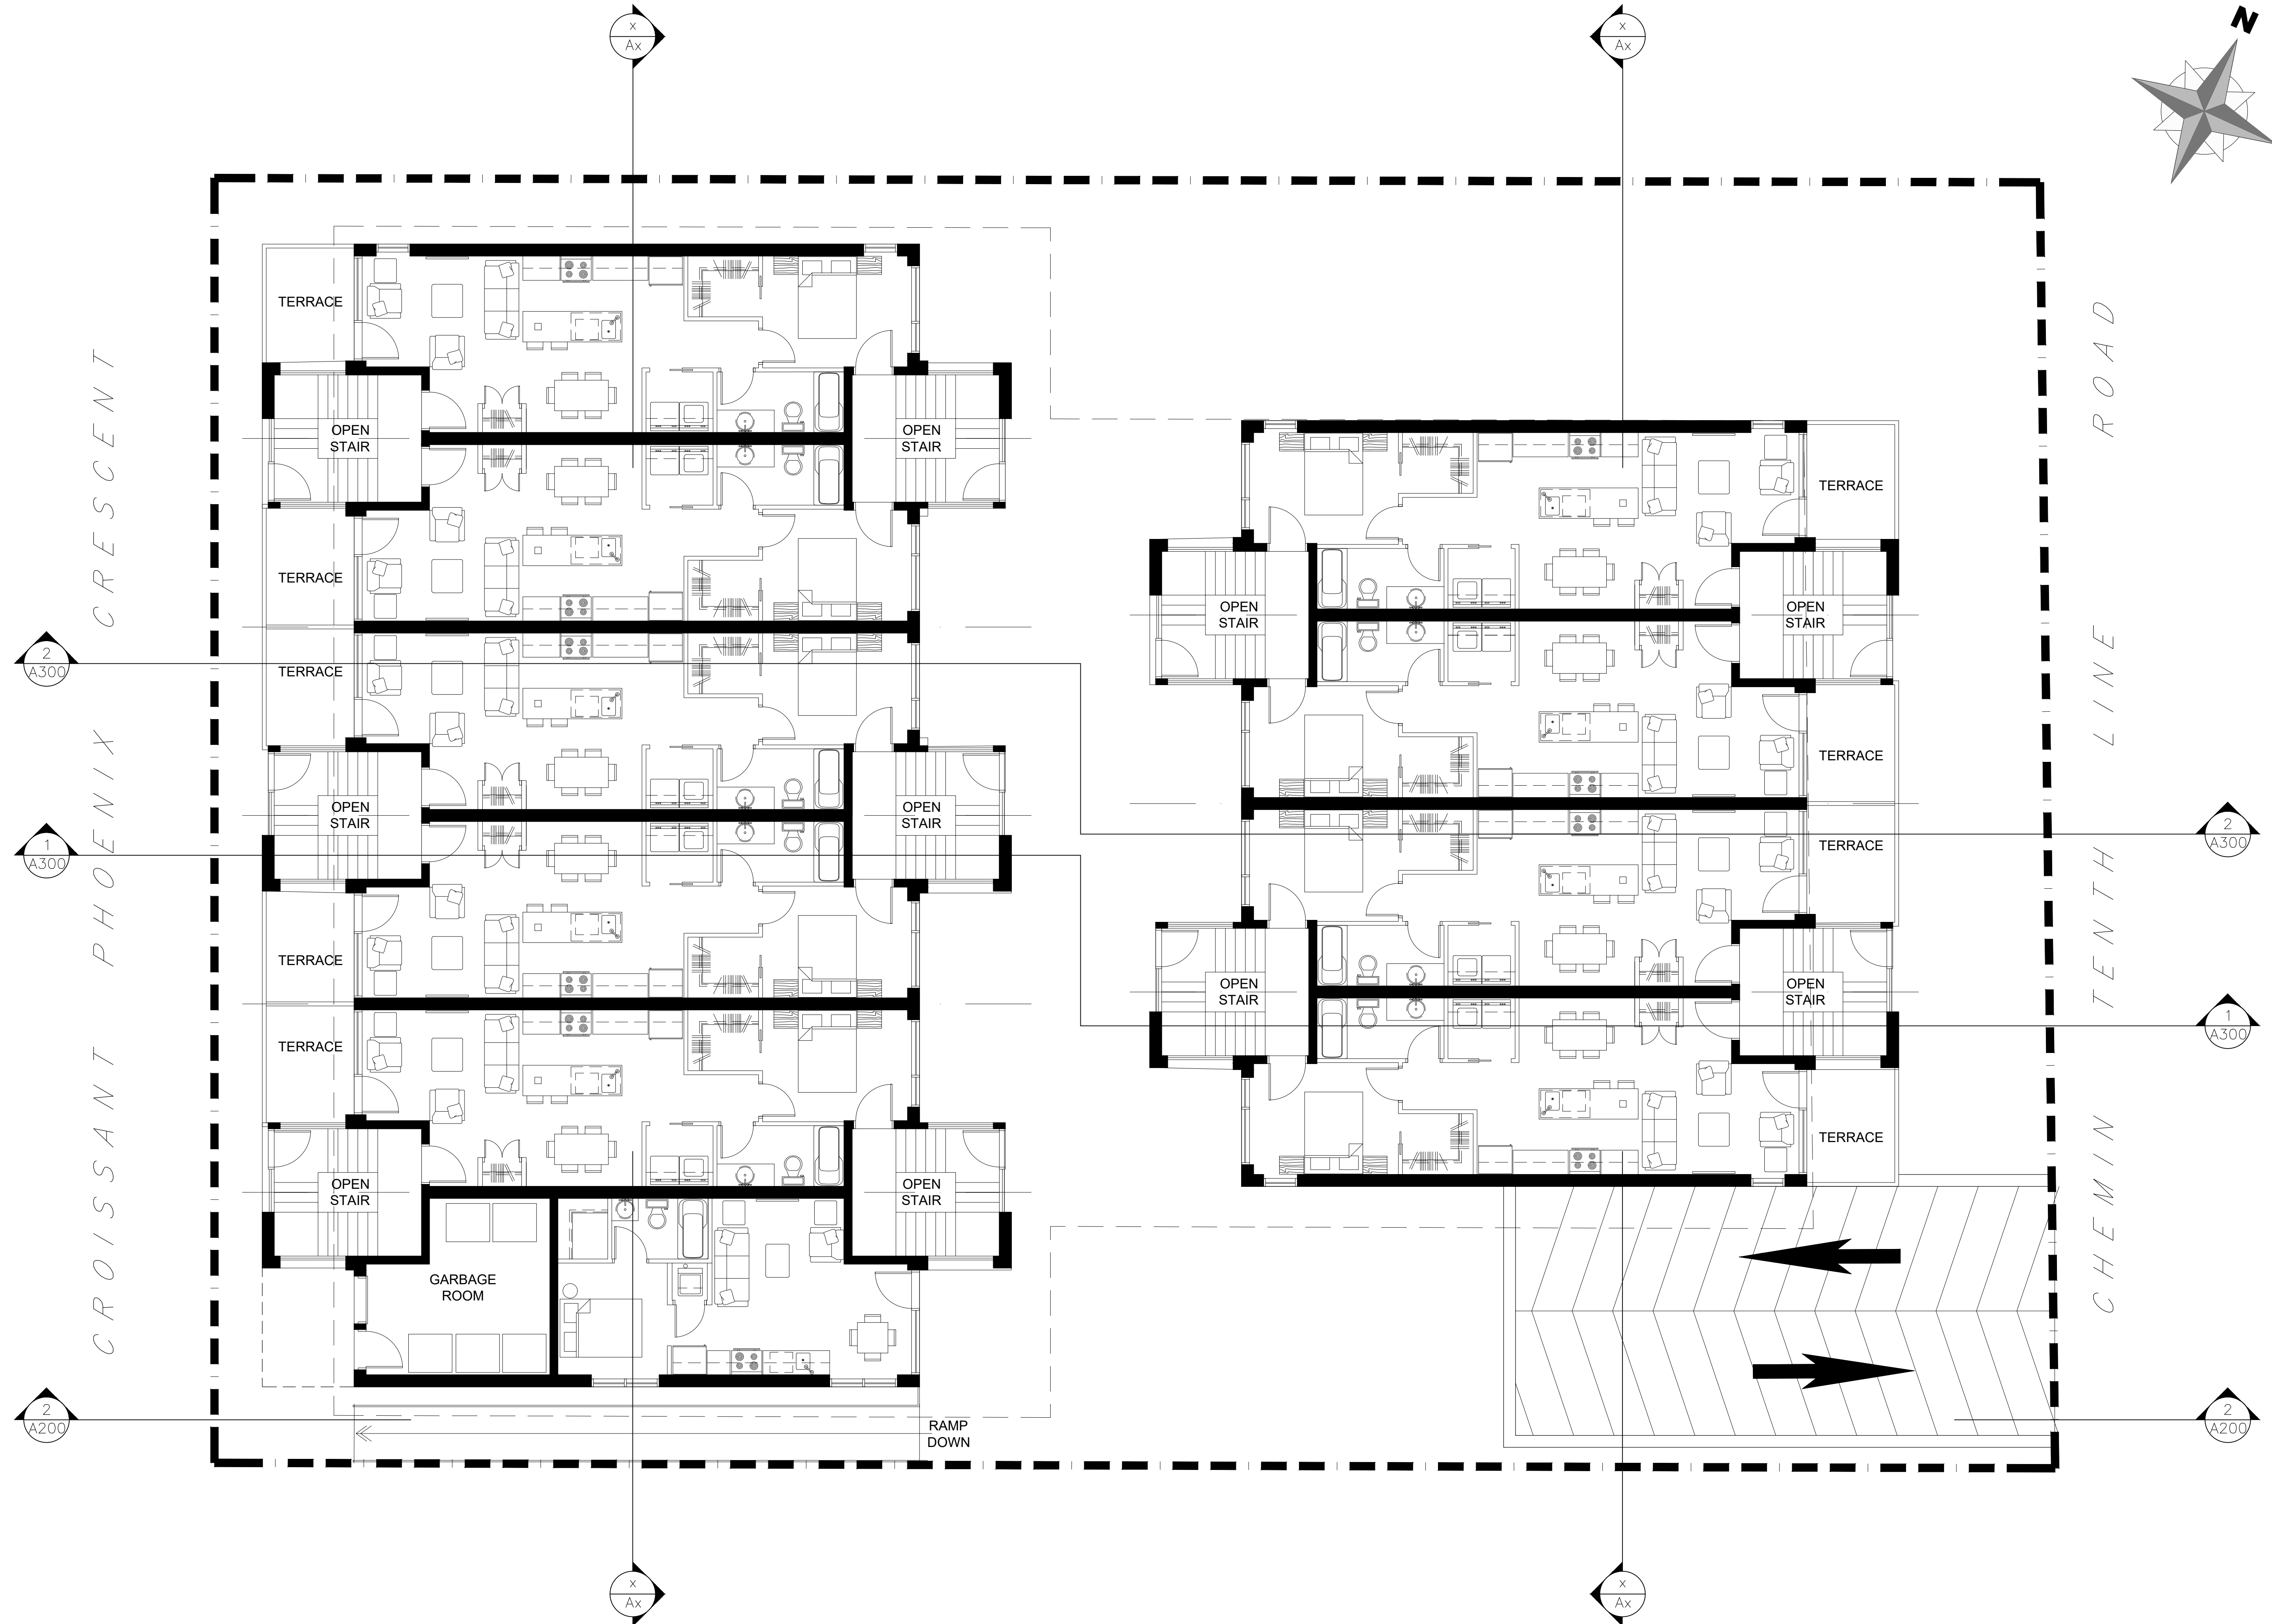 x
Ax
x
Ax
N
TERRACE
OPEN
STAIR
OPEN
STAIR
TERRACE
TERRACE
OPEN
STAIR
OPEN
STAIR
TERRACE
TERRACE
OPEN
STAIR
OPEN
STAIR
GARBAGE
ROOM
RAMP
DOWN
TERRACE
OPEN
STAIR
OPEN
STAIR
TERRACE
TERRACE
OPEN
STAIR
OPEN
STAIR
TERRACE
CROISSANT PHOENIX CRESCENT
CHEMIN TENTH LINE ROAD
2
A300
1
A300
2
A200
2
A300
1
A300
2
A200
x
Ax
x
Ax